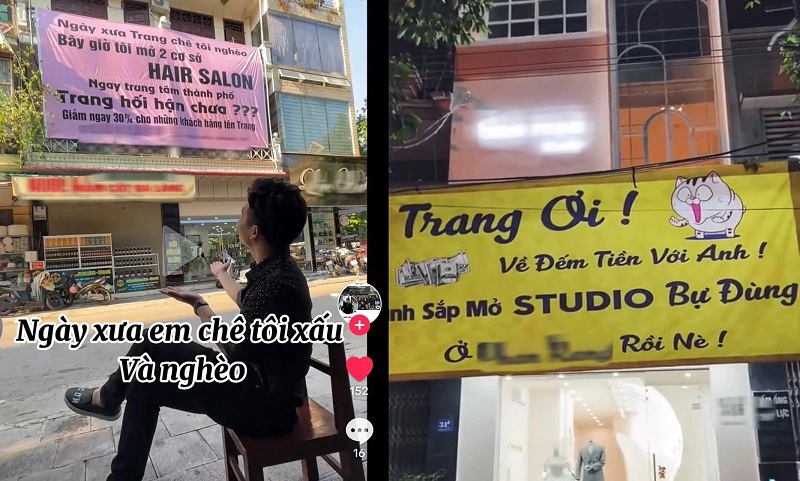 Ngày xưa Trang chê tôi nghèo
Bây giờ tôi mở 2 cơ sở
HAIR SALON
Ngay trung tâm thành phố
Trang hối hận chưa ???
Giảm ngay 30% cho những khách hàng tên Trang
Ngày xưa em chê tôi xấu
Và nghèo
152
16
Trang Ơi !
Về Đếm Tiền Với Anh !
nh Sắp Mở STUDIO Bự Đùng
Ở
Rồi Nè !